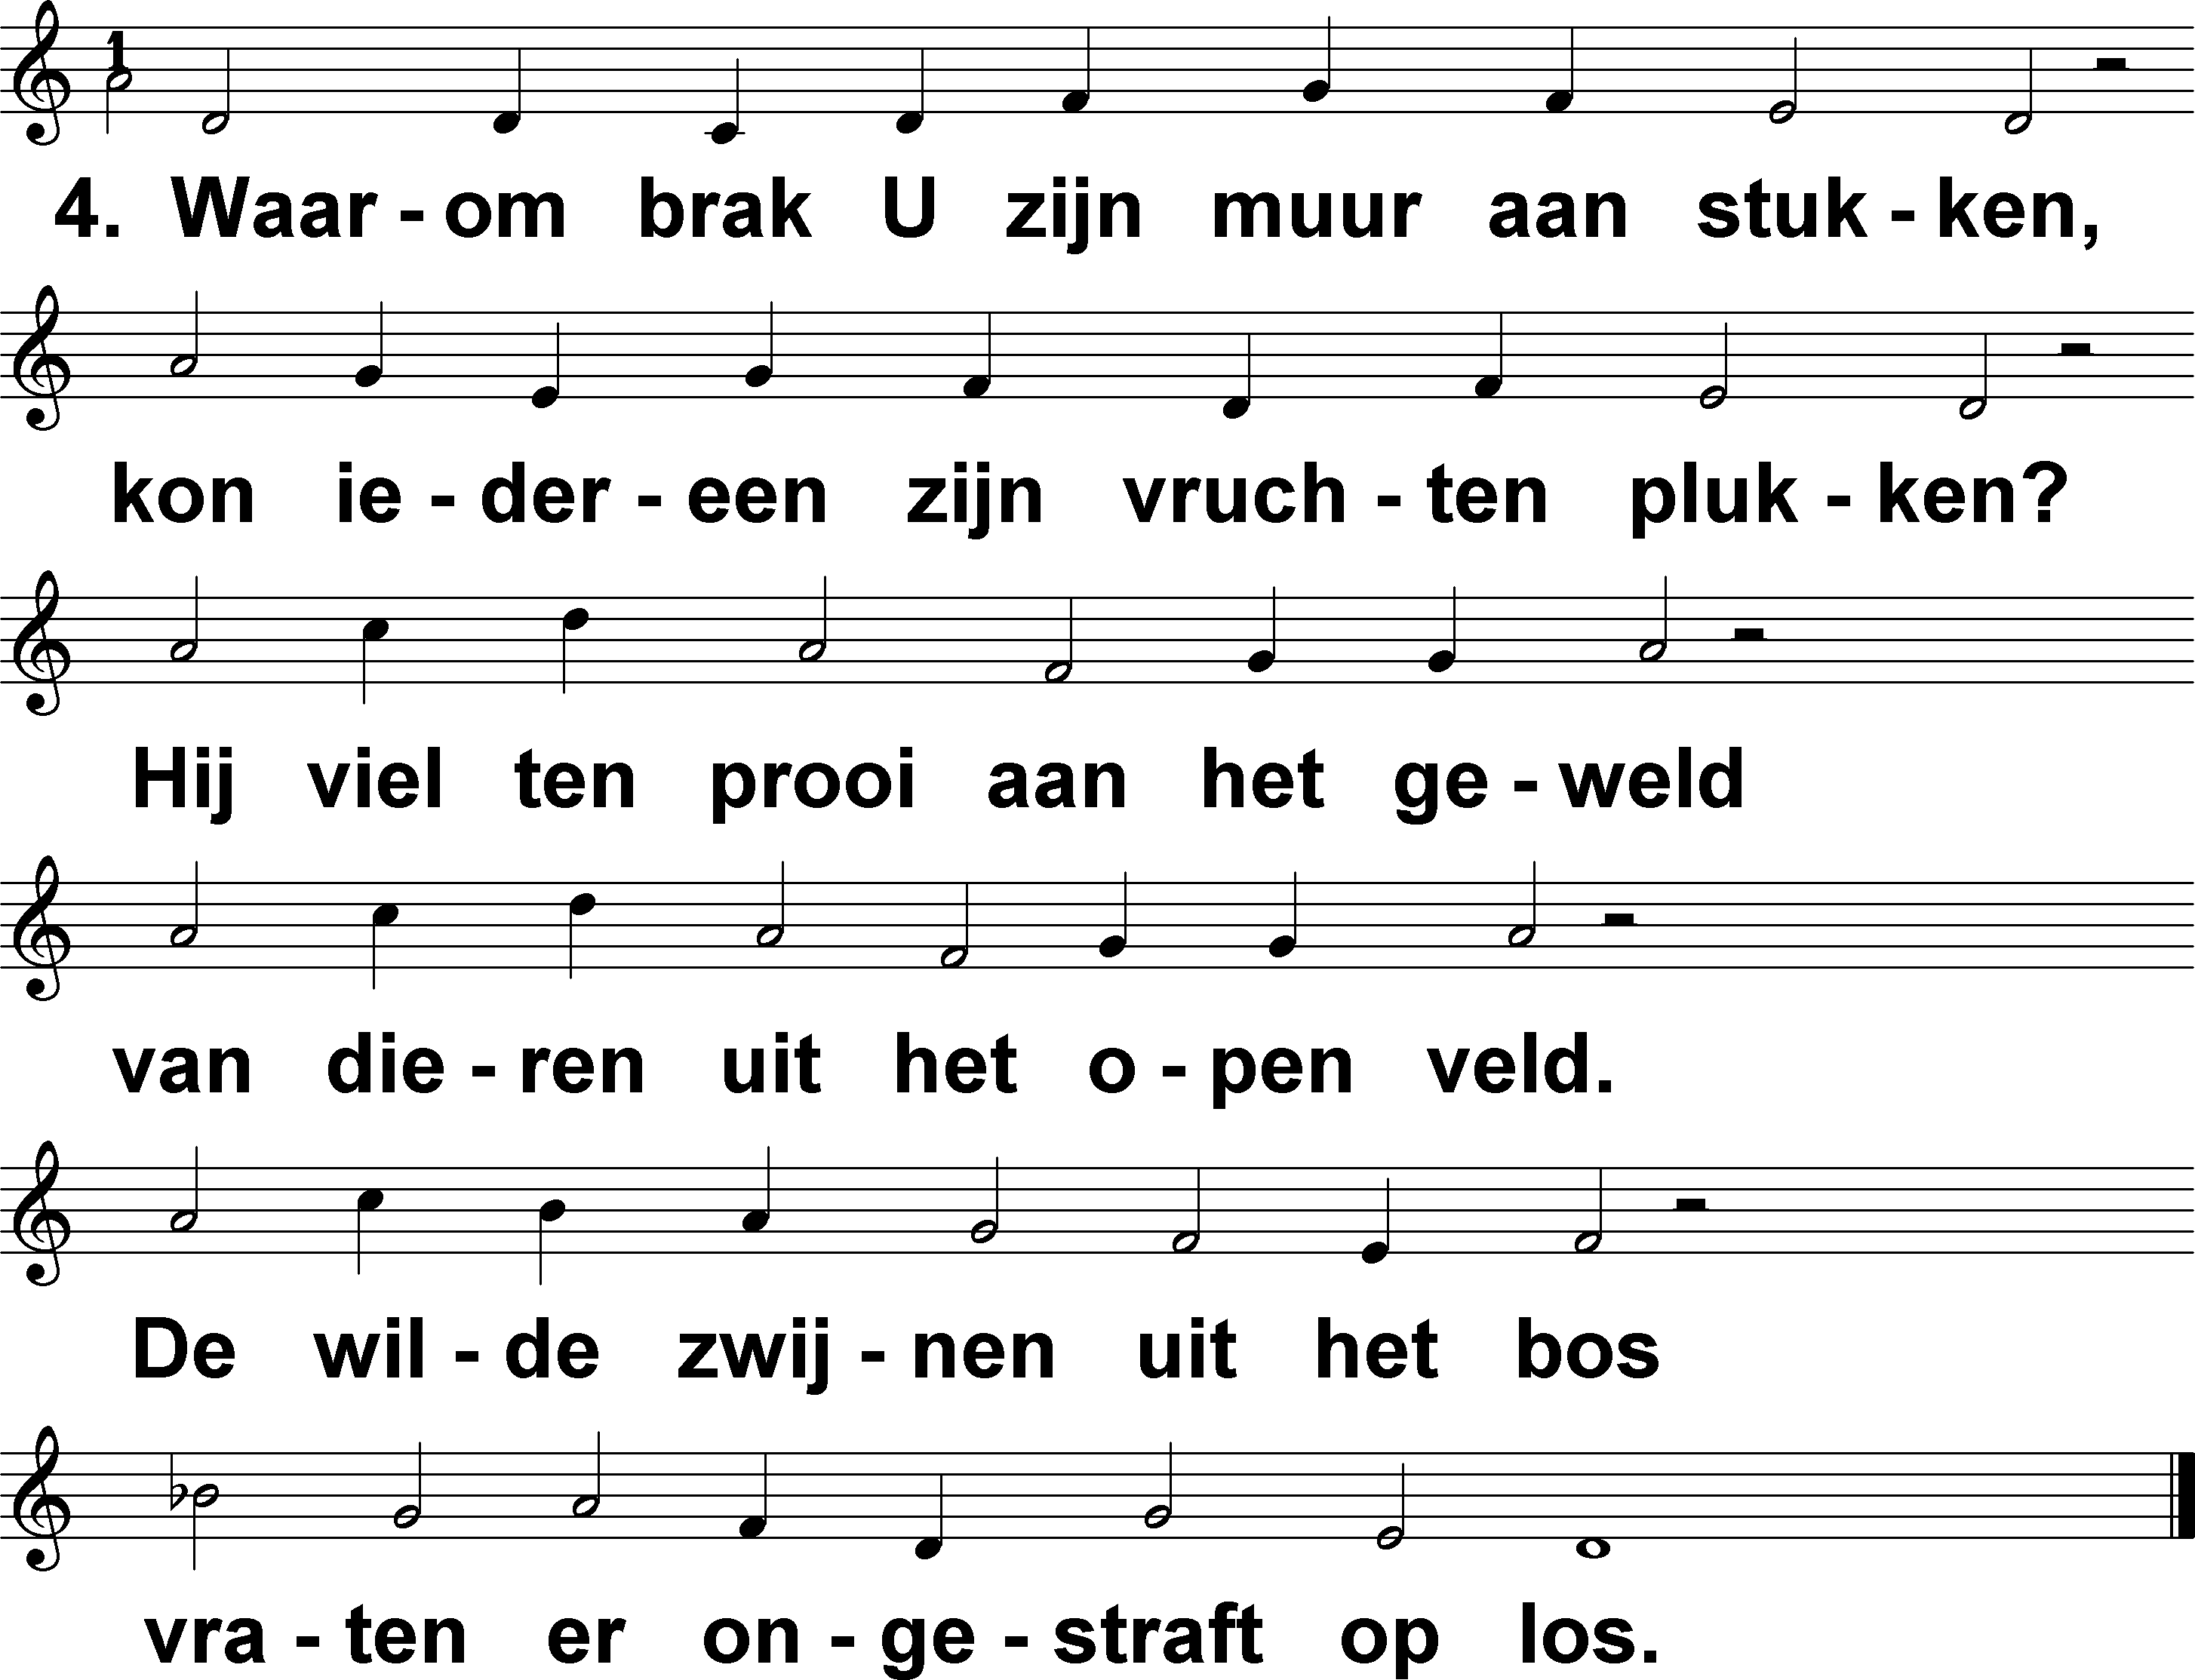 1
4. Waar - om brak U zijn muur aan stuk - ken,
kon ie - der - een zijn vruch - ten pluk - ken?
Hij viel ten prooi aan het ge - weld
van die - ren uit het o - pen veld.
De wil - de zwij - nen uit het bos
vra - ten er on - ge - straft op los.